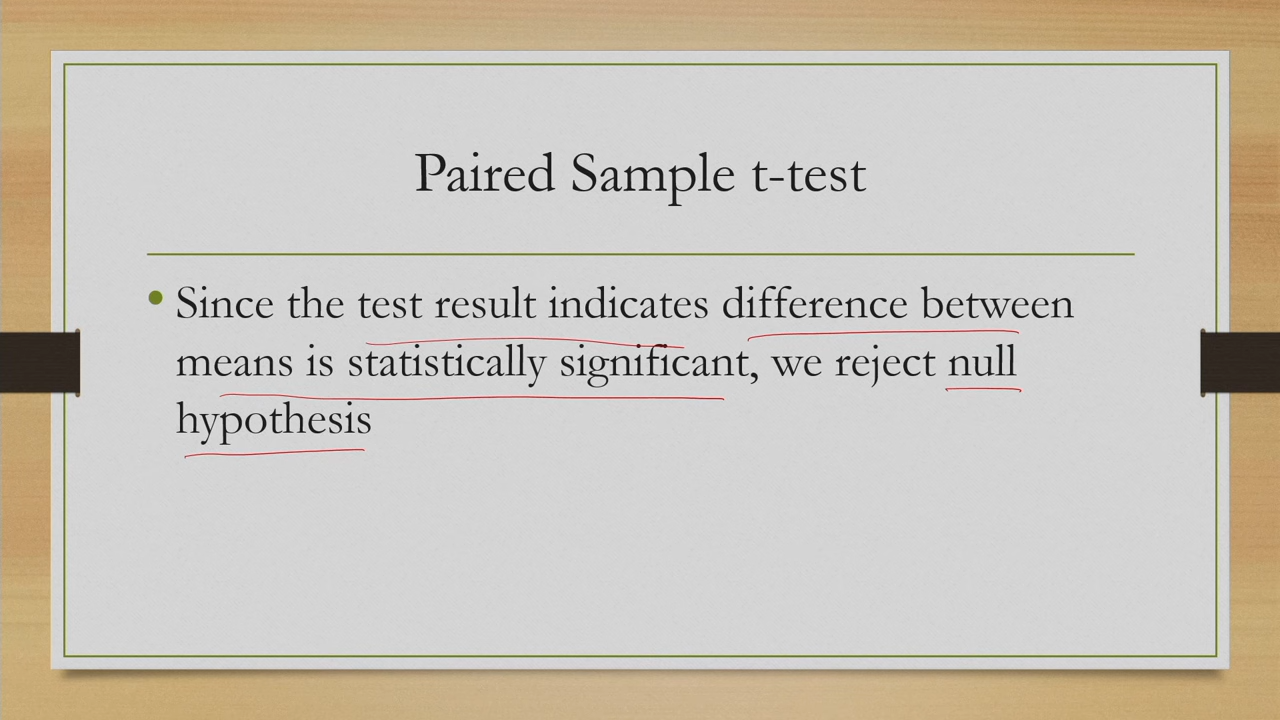 Paired Sample t-test
• Since the test result indicates difference between
means is statistically significant, we reject null
hypothesis